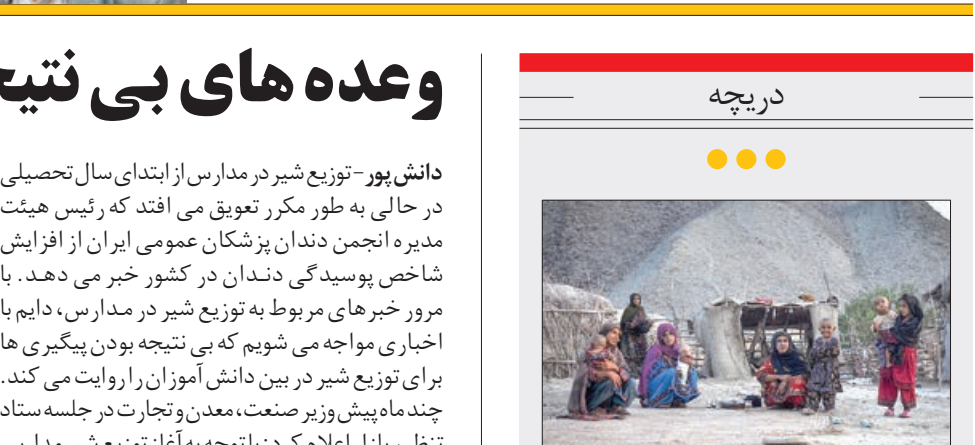 دریچه
وعده های بی
دانش پور - توزیع شیر در مدارس از ابتدای سال تحصیلی
در حالی به طور مکرر تعویق می افتد که رئیس هیئت
مدیره انجمن دندان پزشکان عمومی ایران از افزایش
شاخص پوسیدگی دندان در کشور خبر می دهد. با
مرور خبرهای مربوط به توزیع شیر در مدارس، دایم با
اخباری مواجه می شویم که بی نتیجه بودن پیگیری ها
برای توزیع شیر در بین دانش آموزان را روایت می کند.
چند ماه پیش وزیر صنعت، معدن و تجارت در جلسه ستاد